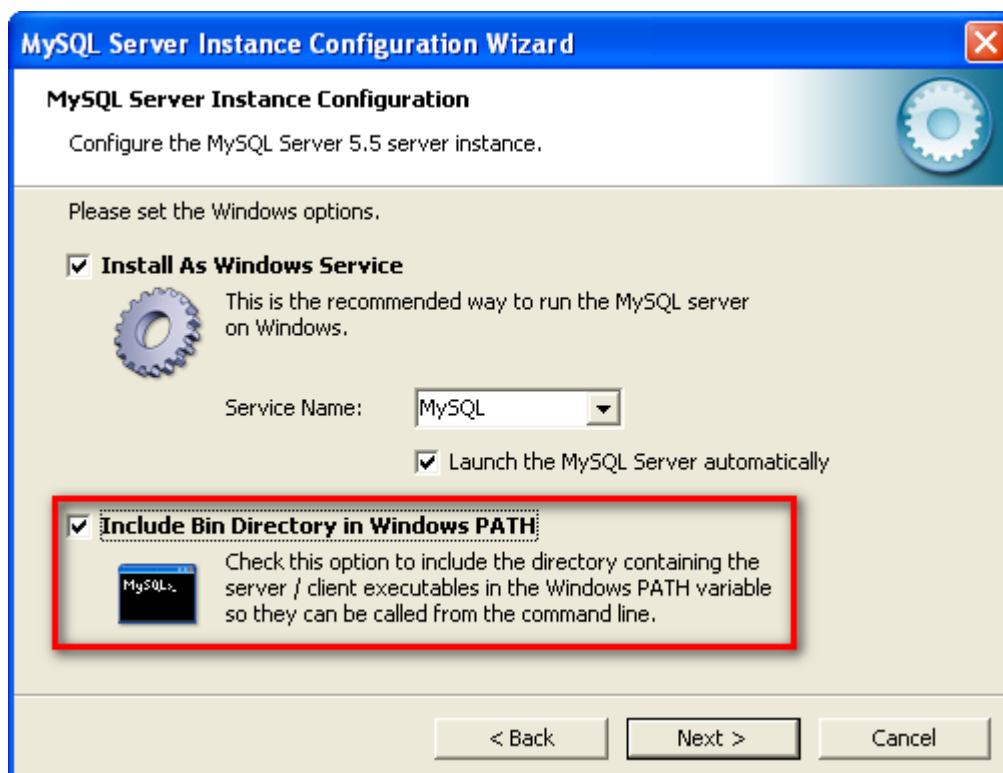 MySQL Server Instance Configuration Wizard
MySQL Server Instance Configuration
Configure the MySQL Server 5.5 server instance.
Please set the Windows options.
Install As Windows Service
This is the recommended way to run the MySQL server
on Windows.
Service Name:
MySQL
Launch the MySQL Server automatically
Include Bin Directory in Windows PATH
MySQL>_
Check this option to include the directory containing the
server / client executables in the Windows PATH variable
so they can be called from the command line.
< Back
Next >
Cancel